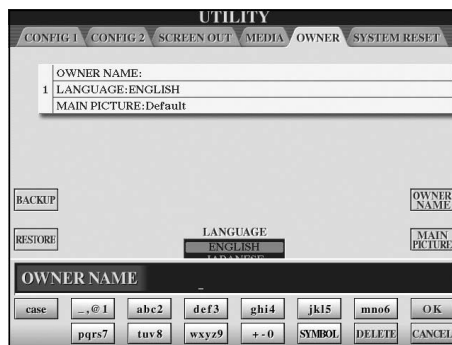 UTILITY
CONFIG 1 CONFIG 2 SCREEN OUT MEDIA OWNER SYSTEM RESET
OWNER NAME:
1 LANGUAGE:ENGLISH
MAIN PICTURE:Default
BACKUP
OWNER NAME
RESTORE
LANGUAGE
ENGLISH
JAPANESE
MAIN PICTURE
OWNER NAME _
case _,@1 abc2 def3 ghi4 jkl5 mno6 OK
pqrs7 tuv8 wxyz9 +-0 SYMBOL DELETE CANCEL